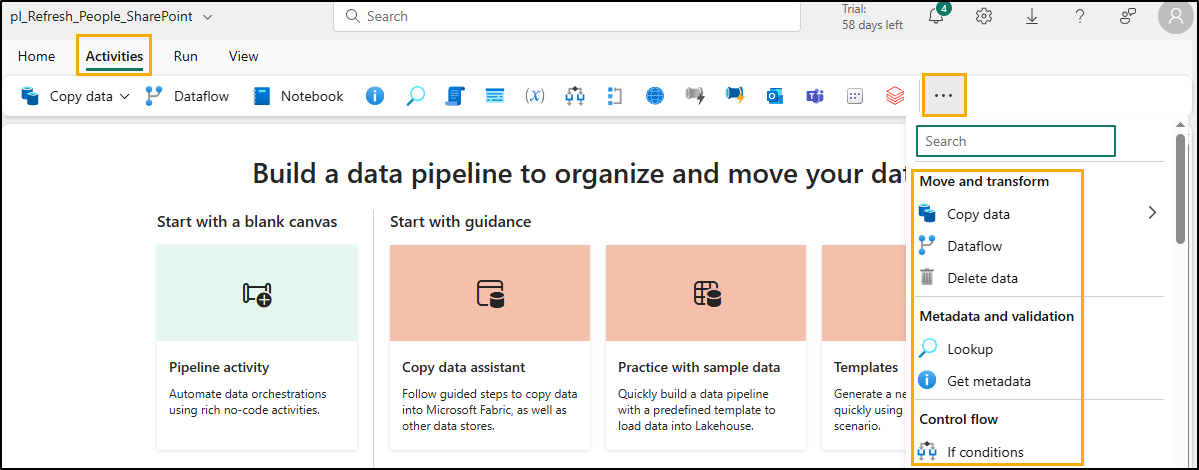 pl_Refresh_People_SharePoint
Search
Trial:
58 days left
4
Home
Activities
Run
View
Copy data
Dataflow
Notebook
(x)
...
Search
Build a data pipeline to organize and move your dat
Start with a blank canvas
Start with guidance
Pipeline activity
Automate data orchestrations
using rich no-code activities.
Copy data assistant
Follow guided steps to copy data
into Microsoft Fabric, as well as
other data stores.
Practice with sample data
Quickly build a data pipeline
with a predefined template to
load data into Lakehouse.
Templates
Generate a ne
quickly using
scenario.
Move and transform
Copy data
Dataflow
Delete data
Metadata and validation
Lookup
Get metadata
Control flow
If conditions